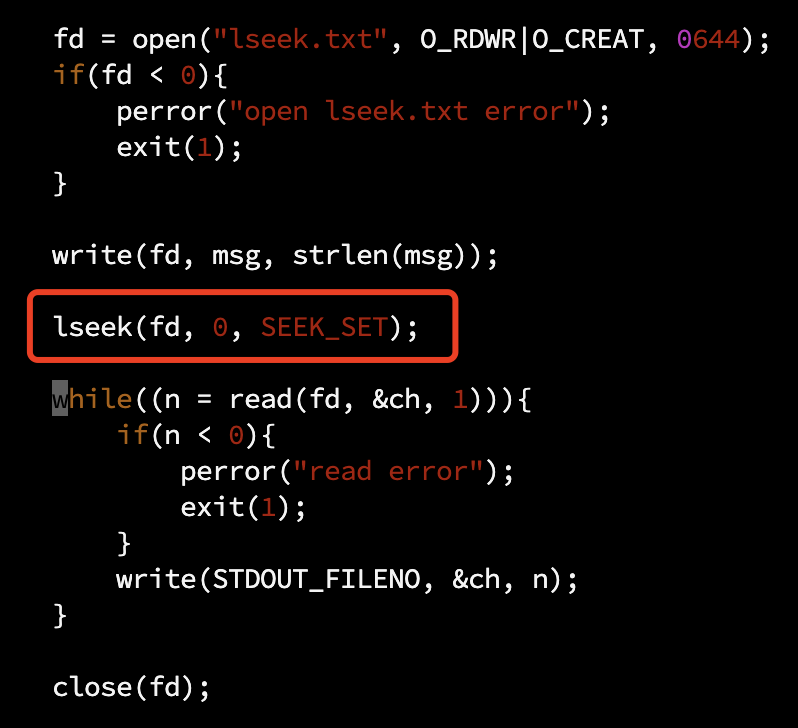 fd = open("lseek.txt", O_RDWR|O_CREAT, 0644);
if(fd < 0){
perror("open lseek.txt error");
exit(1);
}
write(fd, msg, strlen(msg));
lseek(fd, 0, SEEK_SET);
while((n = read(fd, &ch, 1))){
if(n < 0){
perror("read error");
exit(1);
}
write(STDOUT_FILENO, &ch, n);
}
close(fd);